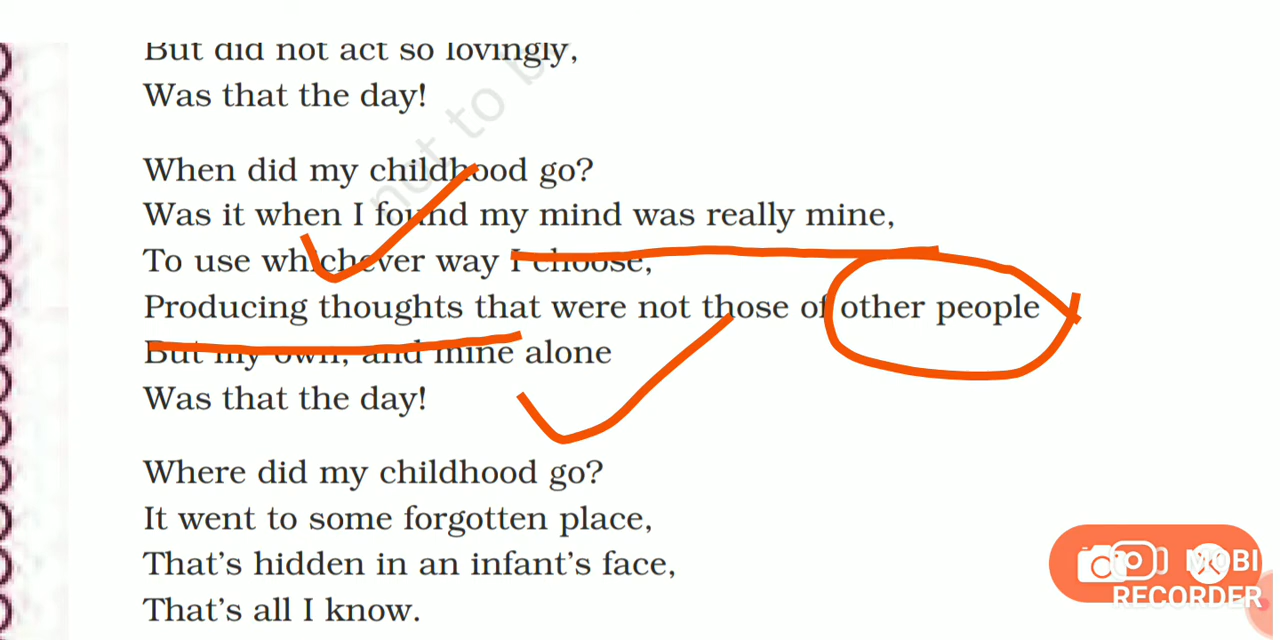 But did not act so lovingly,
Was that the day!
When did my childhood go?
Was it when I found my mind was really mine,
To use whichever way I choose,
Producing thoughts that were not those of other people
But my own, and mine alone
Was that the day!
Where did my childhood go?
It went to some forgotten place,
That's hidden in an infant's face,
That's all I know.
not to b
MOBI
RECORDER